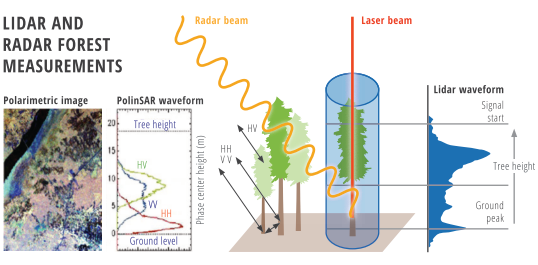 LIDAR AND
RADAR FOREST
MEASUREMENTS
Radar beam
Laser beam
Polarimetric image
PolinSAR waveform
Lidar waveform
20
15
10
5
0
Tree height
HV
VV
HH
Ground level
Phase center height (m)
HV
HH
V V
Signal
start
Tree height
Ground
peak